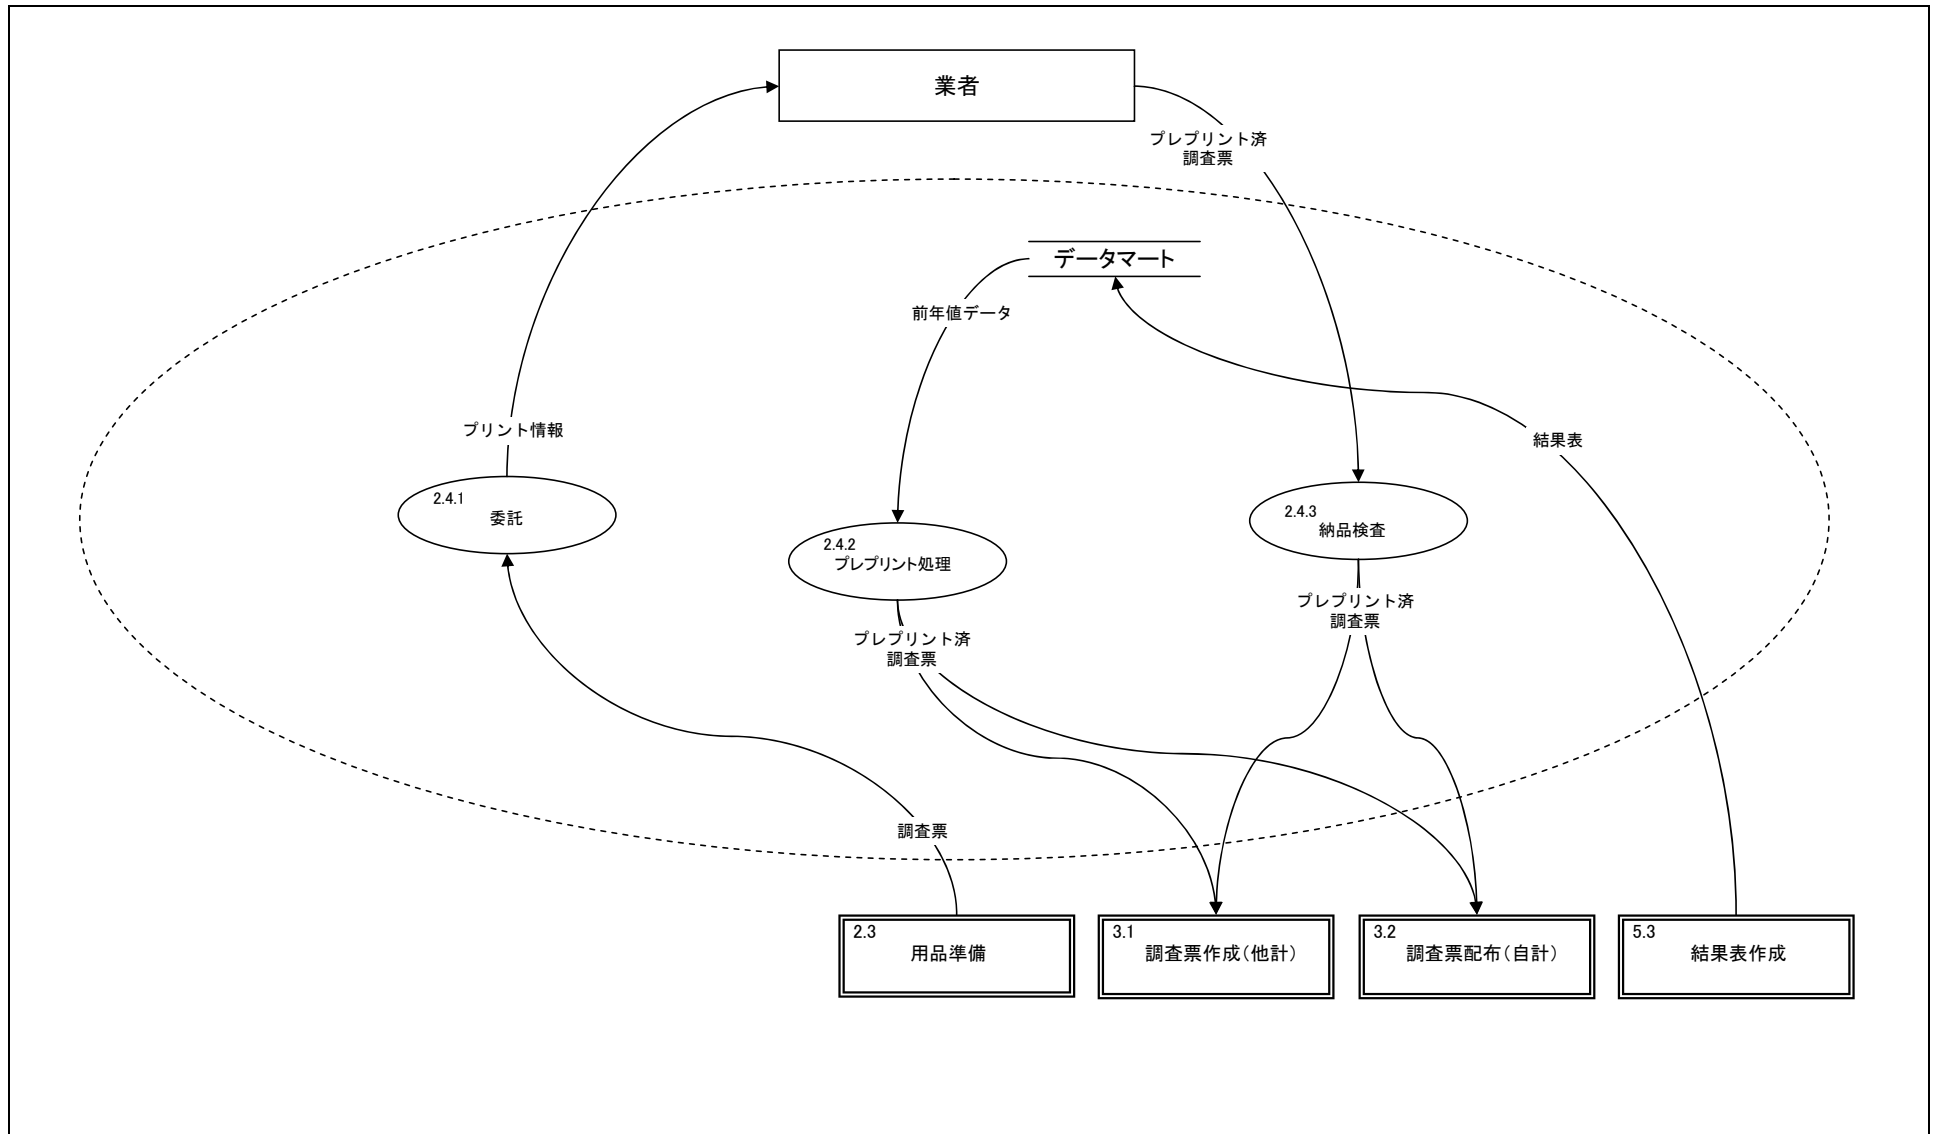 業者
プレプリント済
調査票
データマート
前年値データ
プリント情報
結果表
2.4.1
委託
2.4.2
プレプリント処理
2.4.3
納品検査
プレプリント済
調査票
プレプリント済
調査票
調査票
2.3
用品準備
3.1
調査票作成(他計)
3.2
調査票配布(自計)
5.3
結果表作成